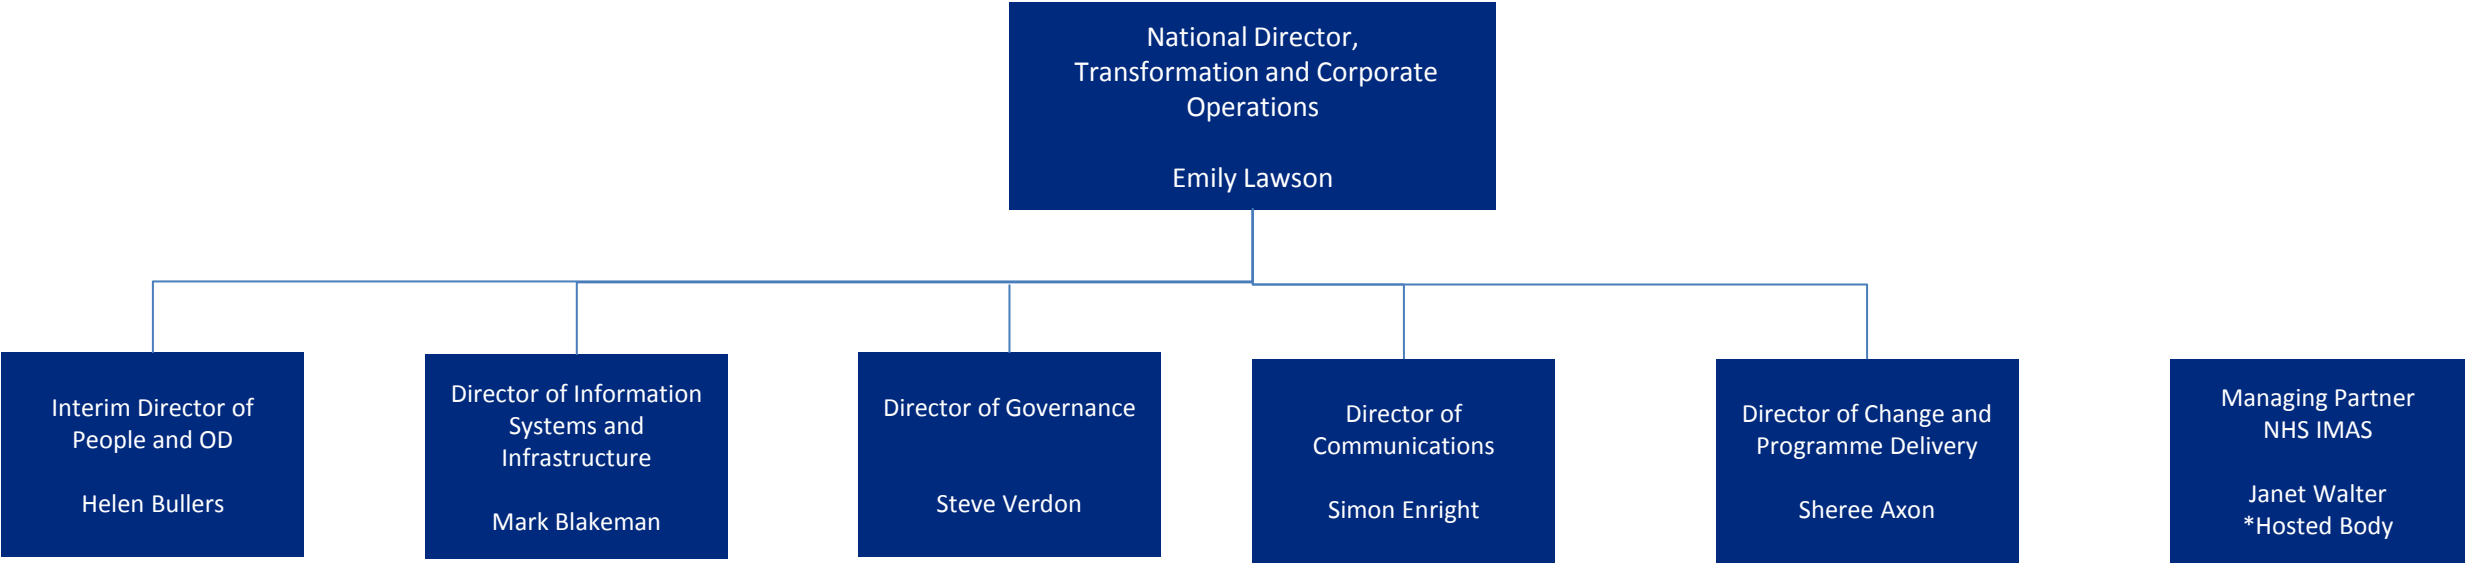 National Director,
Transformation and Corporate
Operations
Emily Lawson
Interim Director of
People and OD
Helen Bullers
Director of Information
Systems and
Infrastructure
Mark Blakeman
Director of Governance
Steve Verdon
Director of
Communications
Simon Enright
Director of Change and
Programme Delivery
Sheree Axon
Managing Partner
NHS IMAS
Janet Walter
*Hosted Body